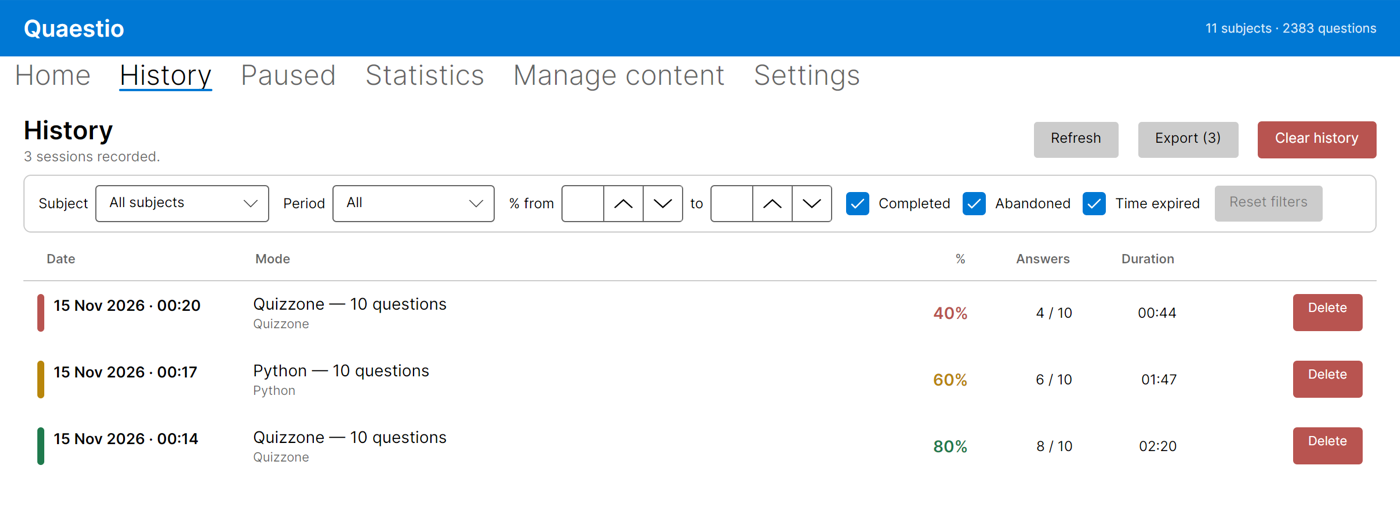 Quaestio
11 subjects · 2383 questions
Home History Paused Statistics Manage content Settings
History
3 sessions recorded.
Refresh Export (3) Clear history
Subject All subjects Period All % from to Completed Abandoned Time expired Reset filters
Date Mode % Answers Duration
15 Nov 2026 · 00:20 Quizzone — 10 questions 40% 4 / 10 00:44 Delete
Quizzone
15 Nov 2026 · 00:17 Python — 10 questions 60% 6 / 10 01:47 Delete
Python
15 Nov 2026 · 00:14 Quizzone — 10 questions 80% 8 / 10 02:20 Delete
Quizzone